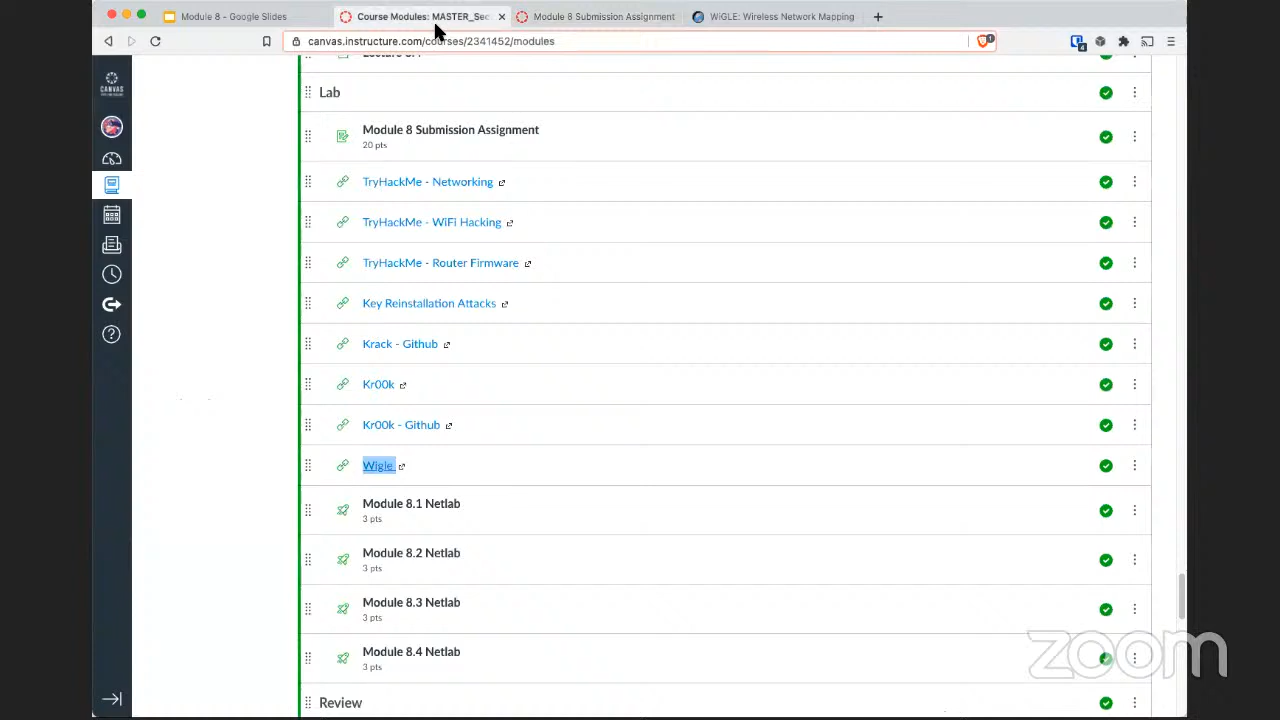 Module 8 - Google Slides
Course Modules: MASTER_Sec
Module 8 Submission Assignment
WiGLE: Wireless Network Mapping
canvas.instructure.com/courses/2341452/modules
1
4
CANVAS
Lab
Module 8 Submission Assignment
20 pts
TryHackMe - Networking
TryHackMe - WiFi Hacking
TryHackMe - Router Firmware
Key Reinstallation Attacks
Krack - Github
Kr00k
Kr00k - Github
Wigle
Module 8.1 Netlab
3 pts
Module 8.2 Netlab
3 pts
Module 8.3 Netlab
3 pts
Module 8.4 Netlab
3 pts
zoom
Review